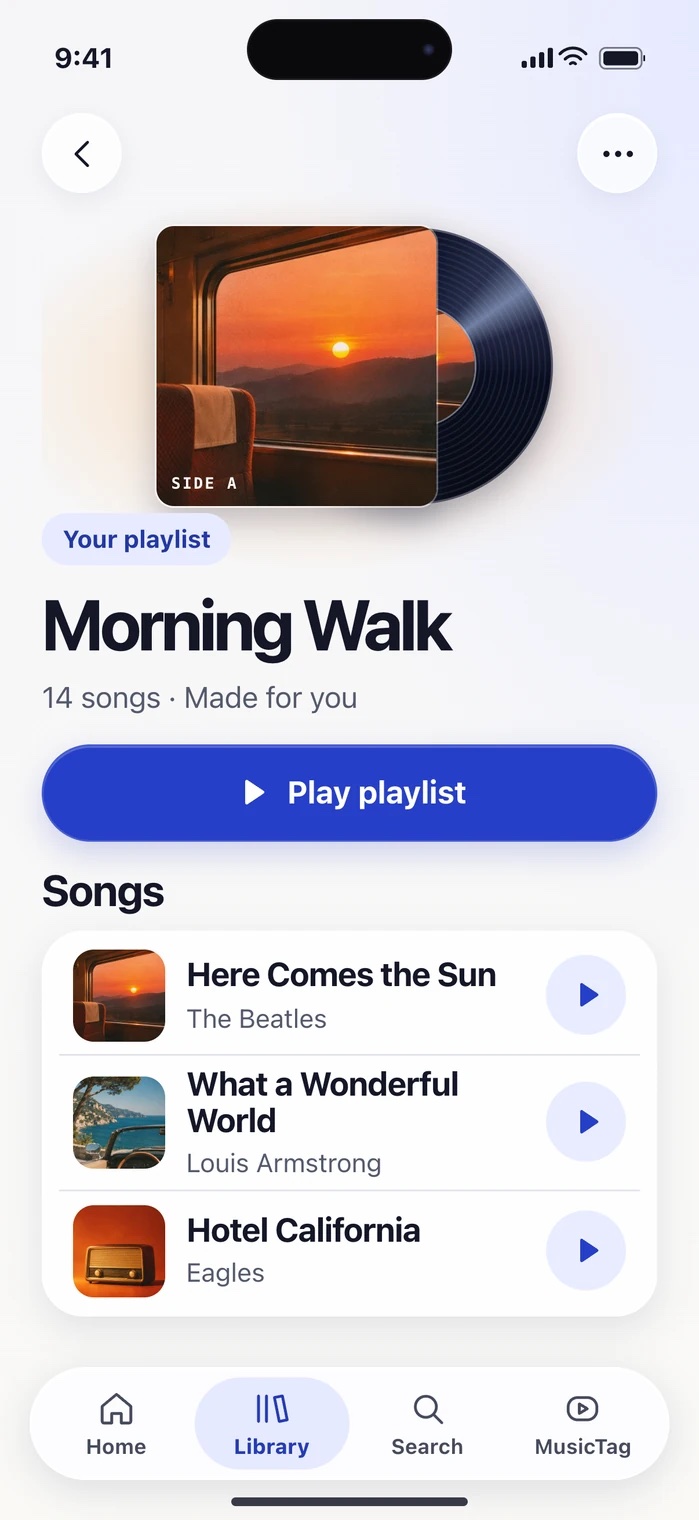 9:41
SIDE A
Your playlist
Morning Walk
14 songs · Made for you
Play playlist
Songs
Here Comes the Sun
The Beatles
What a Wonderful
World
Louis Armstrong
Hotel California
Eagles
Home
Library
Search
MusicTag